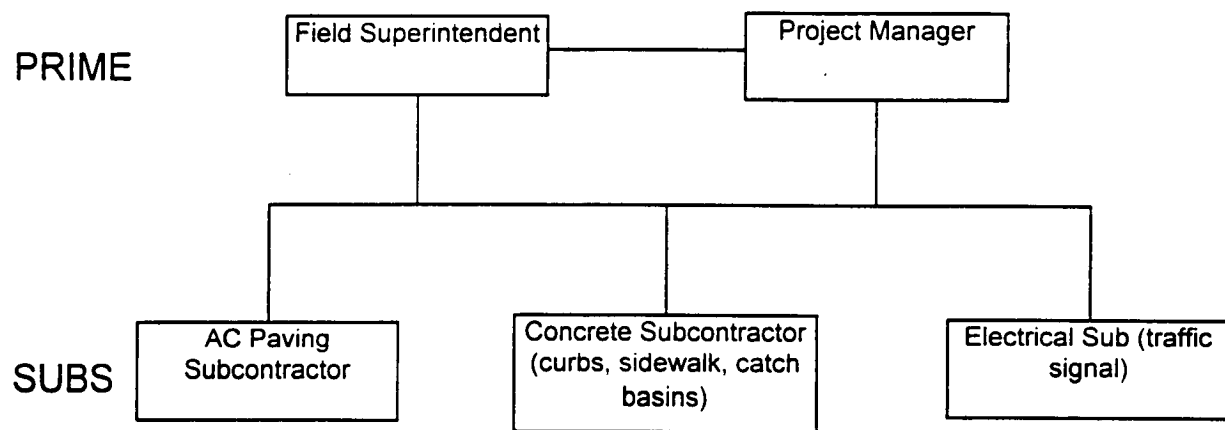 PRIME
Field Superintendent
Project Manager
SUBS
AC Paving
Subcontractor
Concrete Subcontractor
(curbs, sidewalk, catch
basins)
Electrical Sub (traffic
signal)